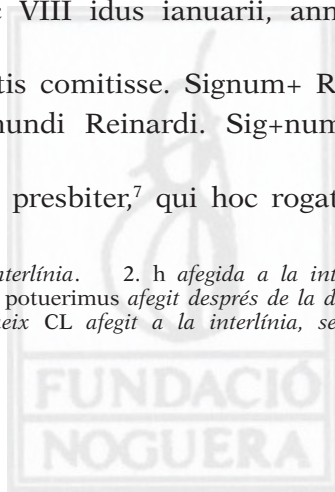 VIII idus ianuarii, ann
tis comitisse. Signum+ R
mundi Reinardi. Sig+num
presbiter,⁷ qui hoc rogat
nterlínia. 2. h afegida a la int
potuerimus afegit després de la d
eix CL afegit a la interlínia, se
FUNDACIÓ
NOGUERA